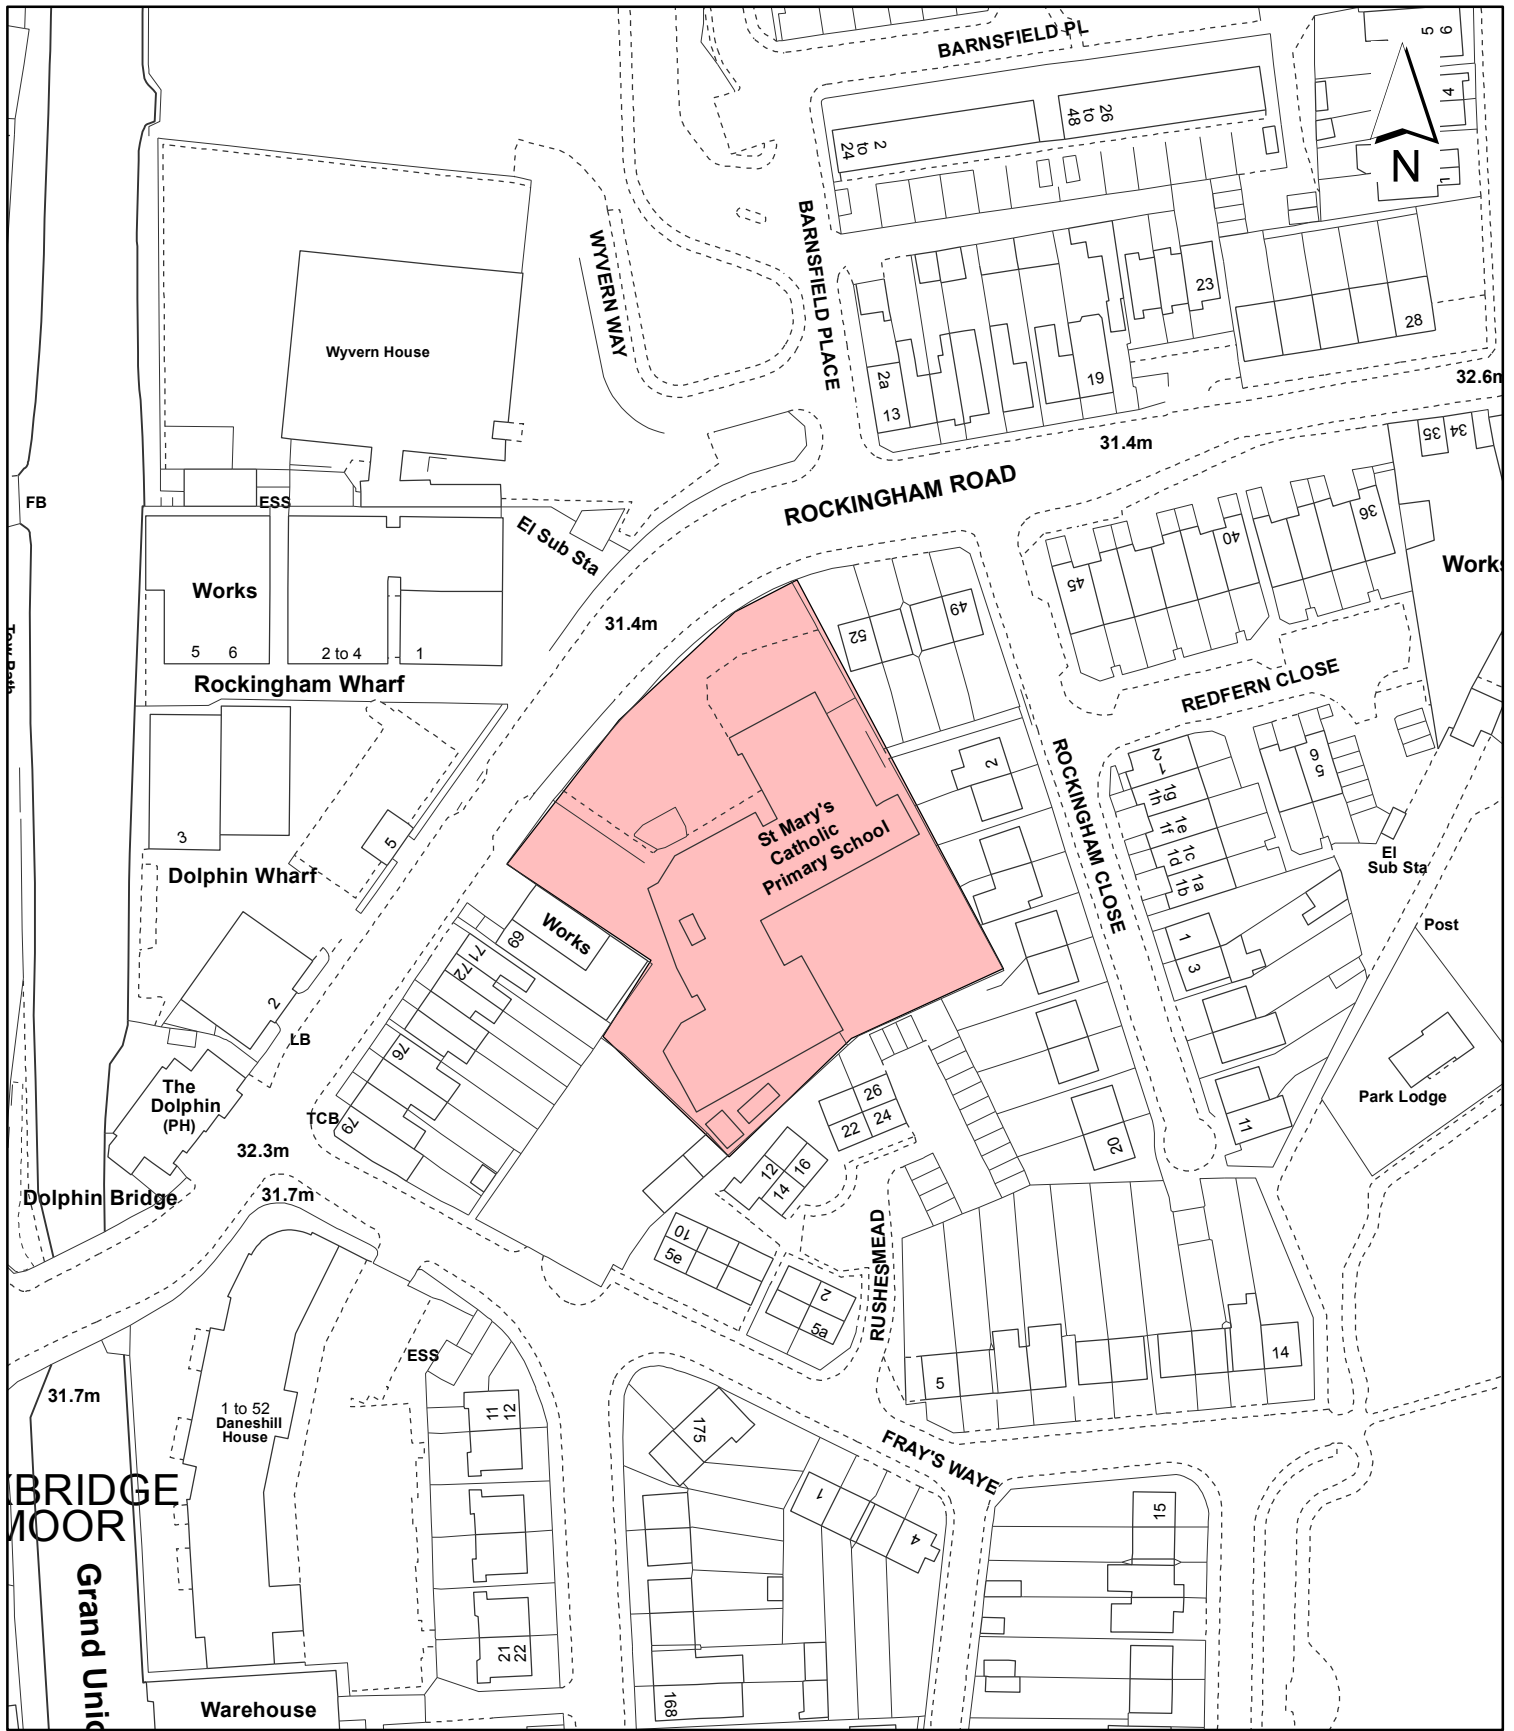 BARNSFIELD PL
5
6
4
1
N
26
to
48
2
to
24
BARNSFIELD PLACE
WYVERN WAY
23
28
Wyvern House
2a
13
19
32.6m
31.4m
35
34
ROCKINGHAM ROAD
FB
ESS
El Sub Sta
36
40
45
Works
Works
5
6
2 to 4
1
Rockingham Wharf
31.4m
49
52
REDFERN CLOSE
Tow Path
ROCKINGHAM CLOSE
2
2
1
1g
1h
1e
1f
1c
1d
1a
1b
5
6
3
5
Dolphin Wharf
St Mary's
Catholic
Primary School
El
Sub Sta
Works
69
71
72
1
3
Post
2
LB
76
The
Dolphin
(PH)
TCB
79
32.3m
Dolphin Bridge
31.7m
26
22
24
12
16
14
20
11
Park Lodge
10
5e
2
5a
RUSHESMEAD
5
14
ESS
31.7m
1 to 52
Daneshill
House
11
12
175
FRAY'S WAYE
1
4
15
XBRIDGE
MOOR
Grand Unio
21
22
168
Warehouse